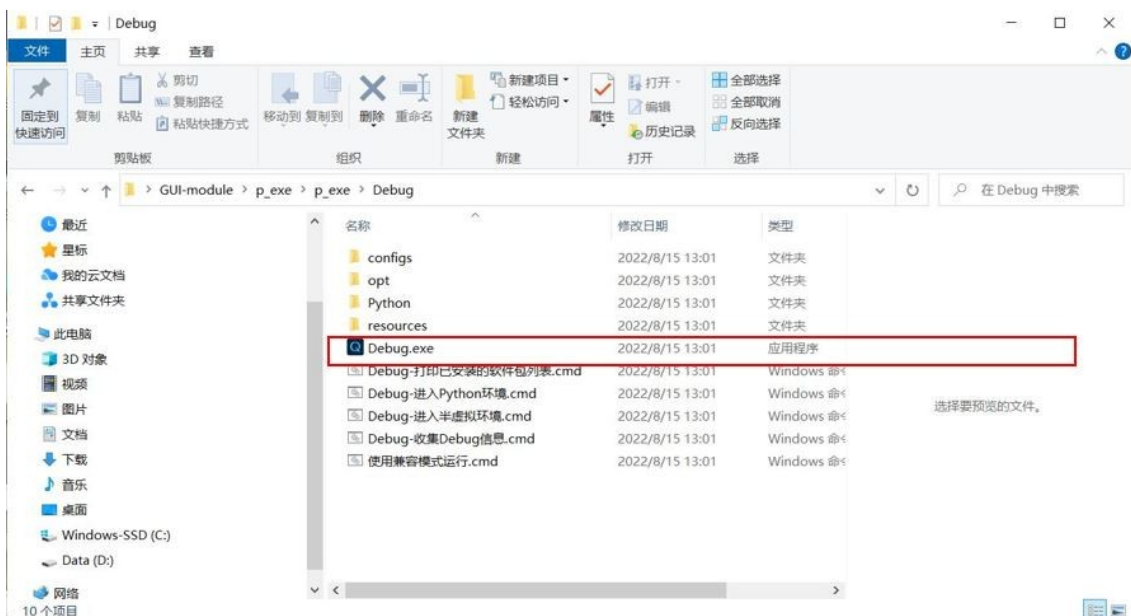 Debug
文件 主页 共享 查看
固定到
快速访问
复制
粘贴
剪切
复制路径
粘贴快捷方式
剪贴板
移动到 复制到 删除 重命名
组织
新建
文件夹
新建项目
轻松访问
新建
属性
打开
编辑
历史记录
打开
全部选择
全部取消
反向选择
选择
GUI-module > p_exe > p_exe > Debug
在 Debug 中搜索
最近
星标
我的云文档
共享文件夹
此电脑
3D 对象
视频
图片
文档
下载
音乐
桌面
Windows-SSD (C:)
Data (D:)
网络
名称 修改日期 类型
configs 2022/8/15 13:01 文件夹
opt 2022/8/15 13:01 文件夹
Python 2022/8/15 13:01 文件夹
resources 2022/8/15 13:01 文件夹
Debug.exe 2022/8/15 13:01 应用程序
Debug-打印已安装的软件包列表.cmd 2022/8/15 13:01 Windows 命
Debug-进入Python环境.cmd 2022/8/15 13:01 Windows 命
Debug-进入半虚拟环境.cmd 2022/8/15 13:01 Windows 命
Debug-收集Debug信息.cmd 2022/8/15 13:01 Windows 命
使用兼容模式运行.cmd 2022/8/15 13:01 Windows 命
选择要预览的文件。
10 个项目